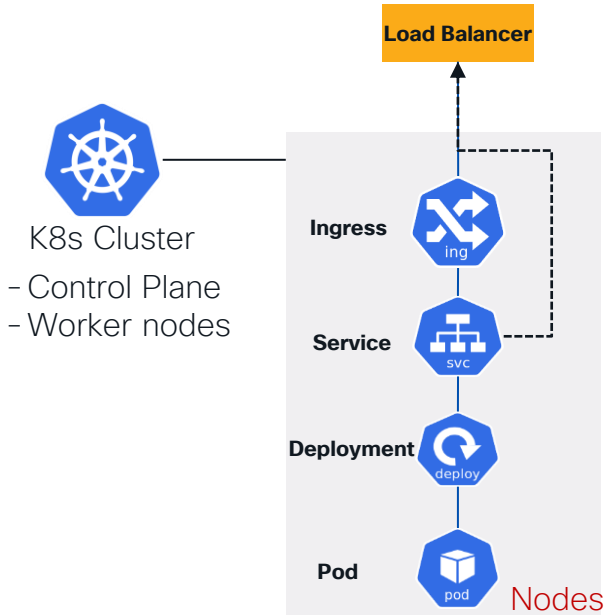 Load Balancer
K8s Cluster
- Control Plane
- Worker nodes
Ingress
ing
Service
svc
Deployment
deploy
Pod
pod
Nodes